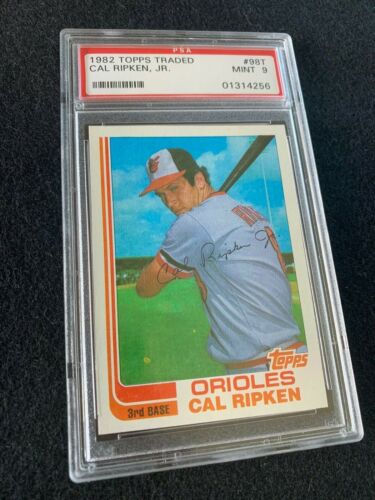 PSA
1982 TOPPS TRADED #98T
CAL RIPKEN, JR. MINT 9
01314256
Cal Ripken Jr
topps
ORIOLES
3rd BASE CAL RIPKEN